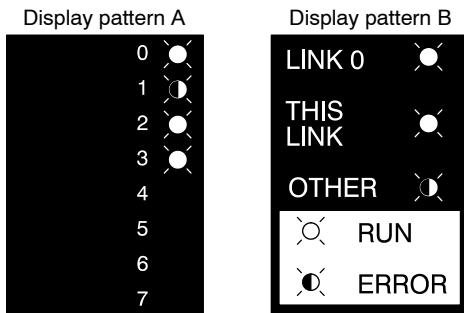 Display pattern A
0
1
2
3
4
5
6
7
Display pattern B
LINK 0
THIS
LINK
OTHER
RUN
ERROR